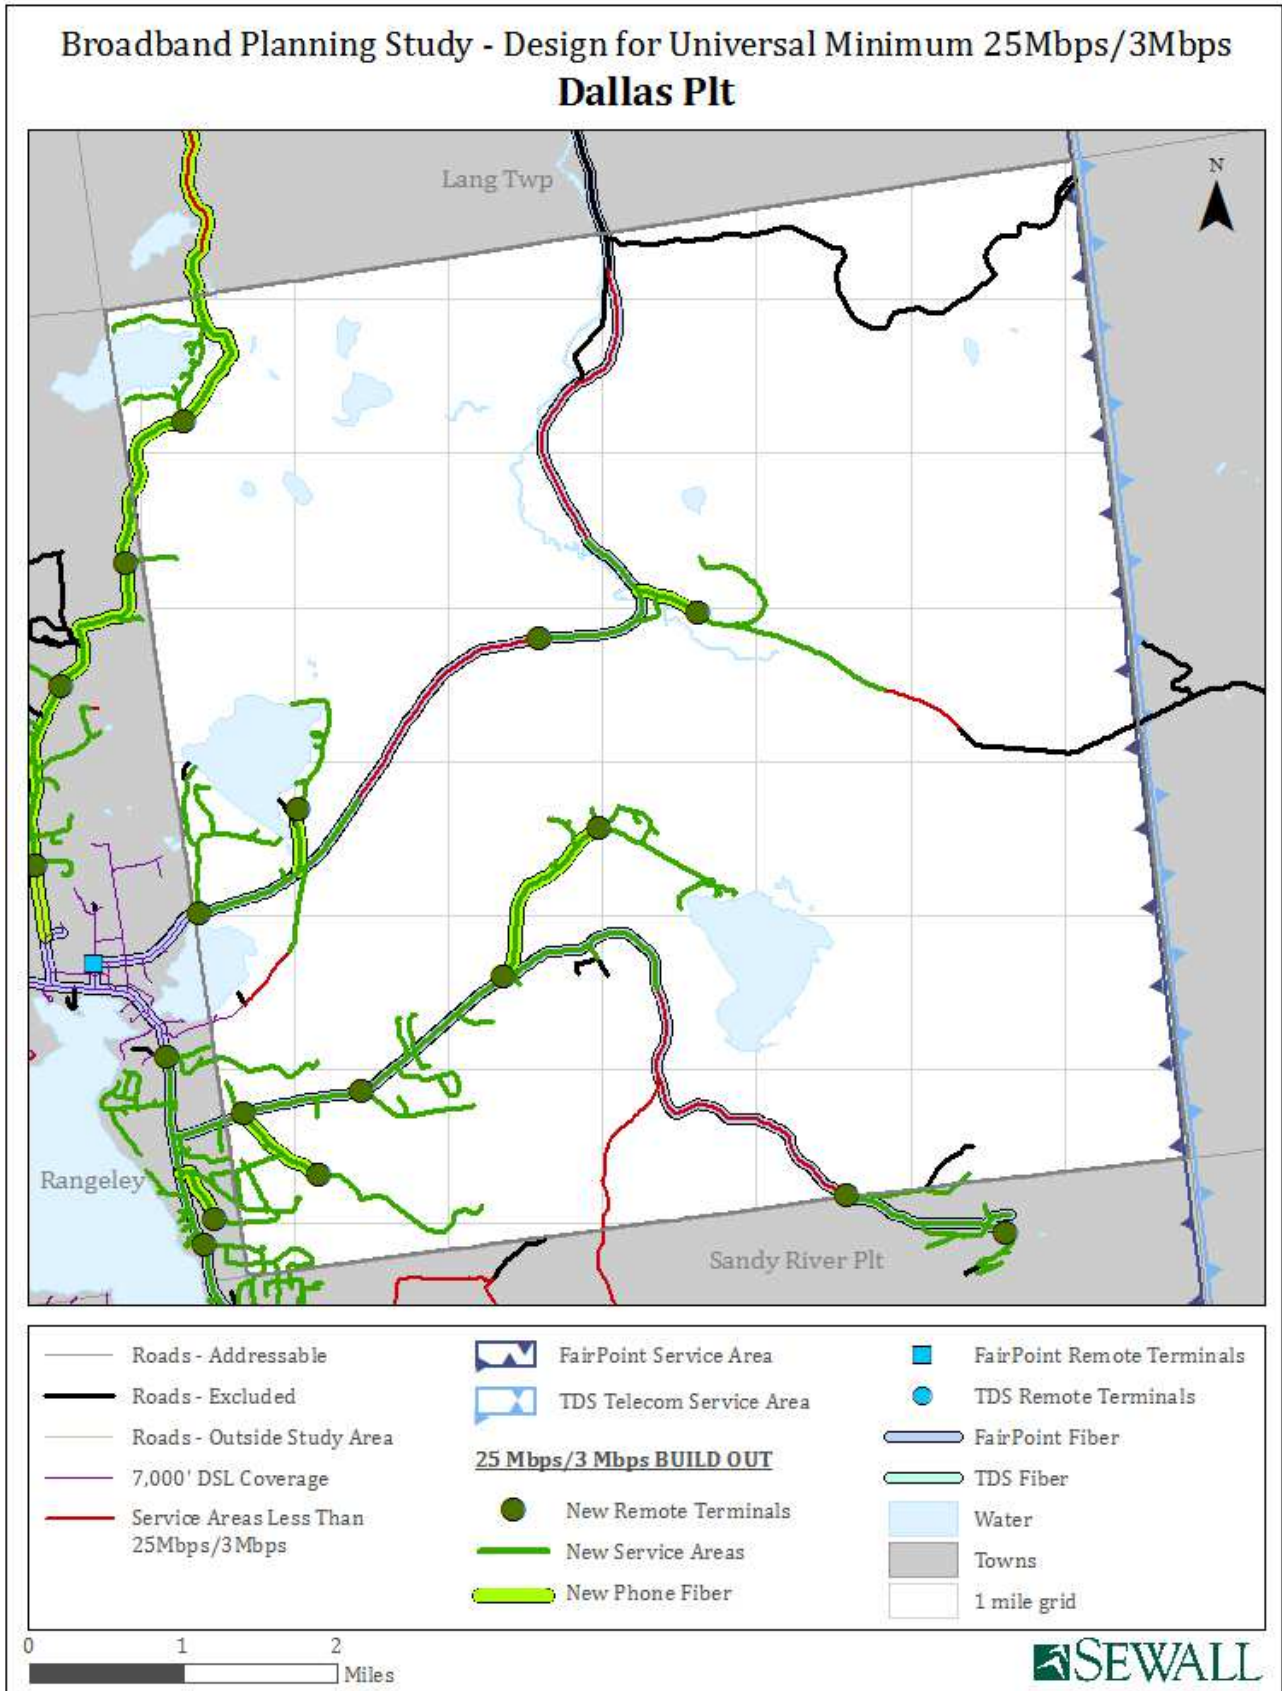 Broadband Planning Study - Design for Universal Minimum 25Mbps/3Mbps
Dallas Plt
Lang Twp
N
Rangeley
Sandy River Plt
Roads - Addressable
Roads - Excluded
Roads - Outside Study Area
7,000' DSL Coverage
Service Areas Less Than
25Mbps/3Mbps
FairPoint Service Area
TDS Telecom Service Area
25 Mbps/3 Mbps BUILD OUT
New Remote Terminals
New Service Areas
New Phone Fiber
FairPoint Remote Terminals
TDS Remote Terminals
FairPoint Fiber
TDS Fiber
Water
Towns
1 mile grid
0 1 2
Miles
SEWALL